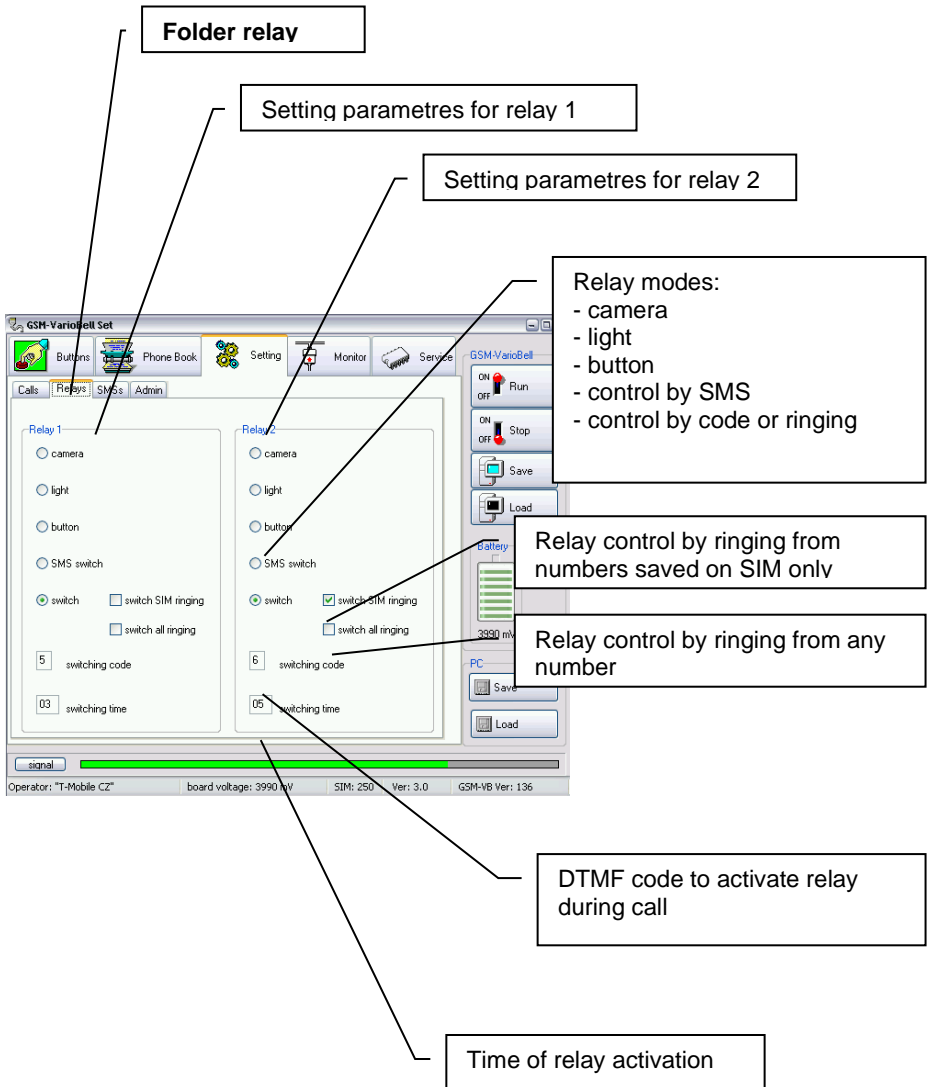 Folder relay
Setting parametres for relay 1
Setting parametres for relay 2
Relay modes:
- camera
- light
- button
- control by SMS
- control by code or ringing
GSM-VarioBell Set
Buttons
Phone Book
Setting
Monitor
Service
Calls
Relays
SMSs
Admin
Relay 1
camera
light
button
SMS switch
switch
switch SIM ringing
switch all ringing
5 switching code
03 switching time
Relay 2
camera
light
button
SMS switch
switch
switch SIM ringing
switch all ringing
6 switching code
05 switching time
GSM-VarioBell
ON
OFF
Run
ON
OFF
Stop
Save
Load
Battery
3990 mV
PC
Save
Load
Relay control by ringing from
numbers saved on SIM only
Relay control by ringing from any
number
signal
Operator: "T-Mobile CZ"
board voltage: 3990 mV
SIM: 250
Ver: 3.0
GSM-VB Ver: 136
DTMF code to activate relay
during call
Time of relay activation